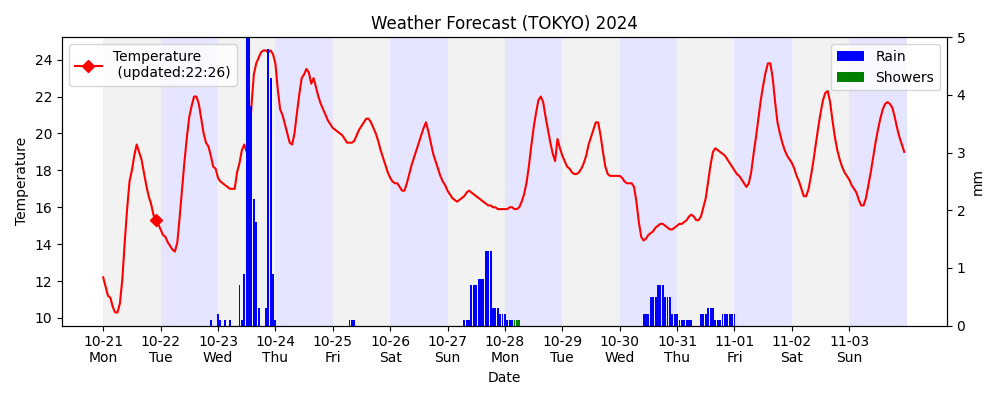 Weather Forecast (TOKYO) 2024
Temperature
(updated:22:26)
Rain
Showers
Temperature
24
22
20
18
16
14
12
10
5
4
3
2
1
0
mm
10-21 10-22 10-23 10-24 10-25 10-26 10-27 10-28 10-29 10-30 10-31 11-01 11-02 11-03
Mon Tue Wed Thu Fri Sat Sun Mon Tue Wed Thu Fri Sat Sun
Date